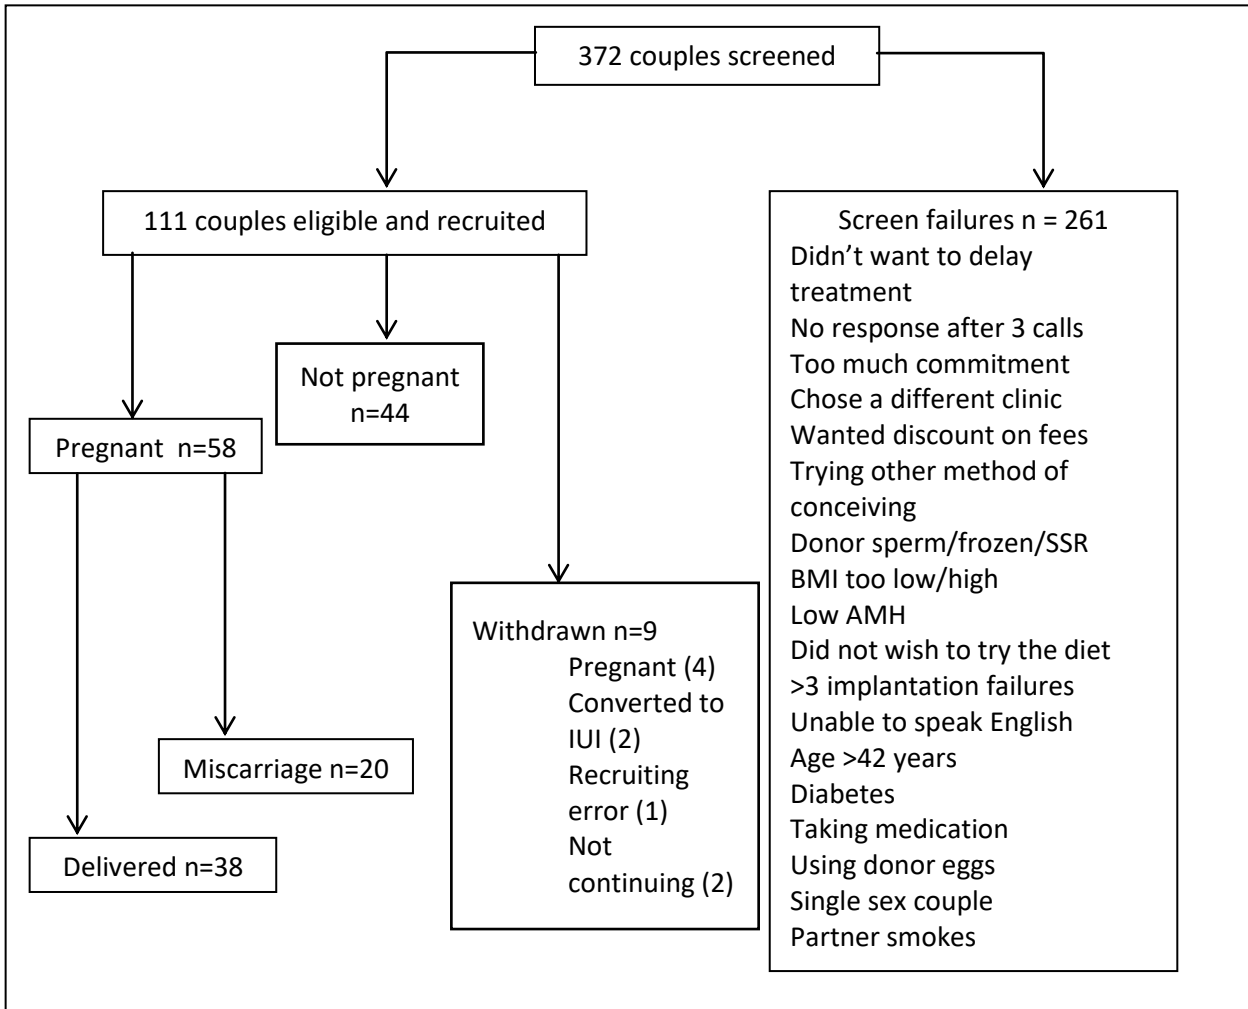 372 couples screened
111 couples eligible and recruited
Not pregnant
n=44
Pregnant  n=58
Miscarriage n=20
Delivered n=38
Withdrawn n=9
Pregnant (4)
Converted to
IUI (2)
Recruiting
error (1)
Not
continuing (2)
Screen failures n = 261
Didn’t want to delay
treatment
No response after 3 calls
Too much commitment
Chose a different clinic
Wanted discount on fees
Trying other method of
conceiving
Donor sperm/frozen/SSR
BMI too low/high
Low AMH
Did not wish to try the diet
>3 implantation failures
Unable to speak English
Age >42 years
Diabetes
Taking medication
Using donor eggs
Single sex couple
Partner smokes